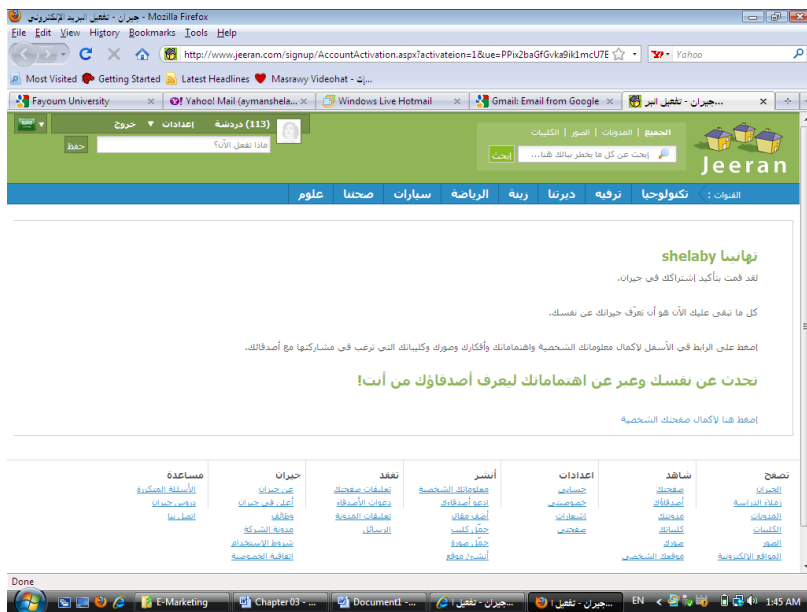 جيران - تفعيل البريد الإلكتروني - Mozilla Firefox
File Edit View History Bookmarks Tools Help
http://www.jeeran.com/signup/AccountActivation.aspx?activateion=1&ue=PPix2baGfGvka9ik1mcU7E
Yahoo
Most Visited Getting Started Latest Headlines Masrawy Videohat - ...
Fayoum University
Yahoo! Mail (aymanshela...
Windows Live Hotmail
Gmail: Email from Google
جيران - تفعيل البر...
(113) دردشة إعدادات ▼ خروج
ماذا تفعل الآن؟
حفظ
الجميع | المدونات | الصور | الكليبات
إبحث عن كل ما يخطر ببالك هنا...
إبحث
Jeeran
القنوات : تكنولوجيا ترفيه ديرتنا زينة الرياضة سيارات صحتنا علوم
تهانينا shelaby
لقد قمت بتأكيد إشتراكك في جيران.
كل ما تبقى عليك الآن هو أن تعرّف جيرانك عن نفسك.
إضغط على الرابط في الأسفل لإكمال معلوماتك الشخصية واهتماماتك وأفكارك وصورك وكليباتك التي ترغب في مشاركتها مع أصدقائك.
تحدث عن نفسك وعبر عن اهتماماتك ليعرف أصدقاؤك من أنت!
إضغط هنا لإكمال صفحتك الشخصية
تصفح شاهد اعدادات أنشر تفقد جيران مساعدة
الجيران صفحتك حسابي معلوماتك الشخصية تعليقات صفحتك عن جيران الأسئلة المتكررة
زملاء الدراسة أصدقاؤك خصوصيتي ادعو أصدقاءك دعوات الأصدقاء أعلن في جيران دروس جيران
المدونات مدونتك إشعارات أضف مقال تعليقات المدونة وظائف اتصل بنا
الكليبات كليباتك صفحتي حمّل كليب الرسائل مدونة الشركة
الصور صورك حمّل صورة شروط الاستخدام
المواقع الإلكترونية موقعك الشخصي أنشئ موقع اتفاقية الخصوصية
Done
E-Marketing
Chapter 03 - ...
Document1 -...
جيران - تفعيل ا...
جيران - تفعيل ا...
EN
1:45 AM